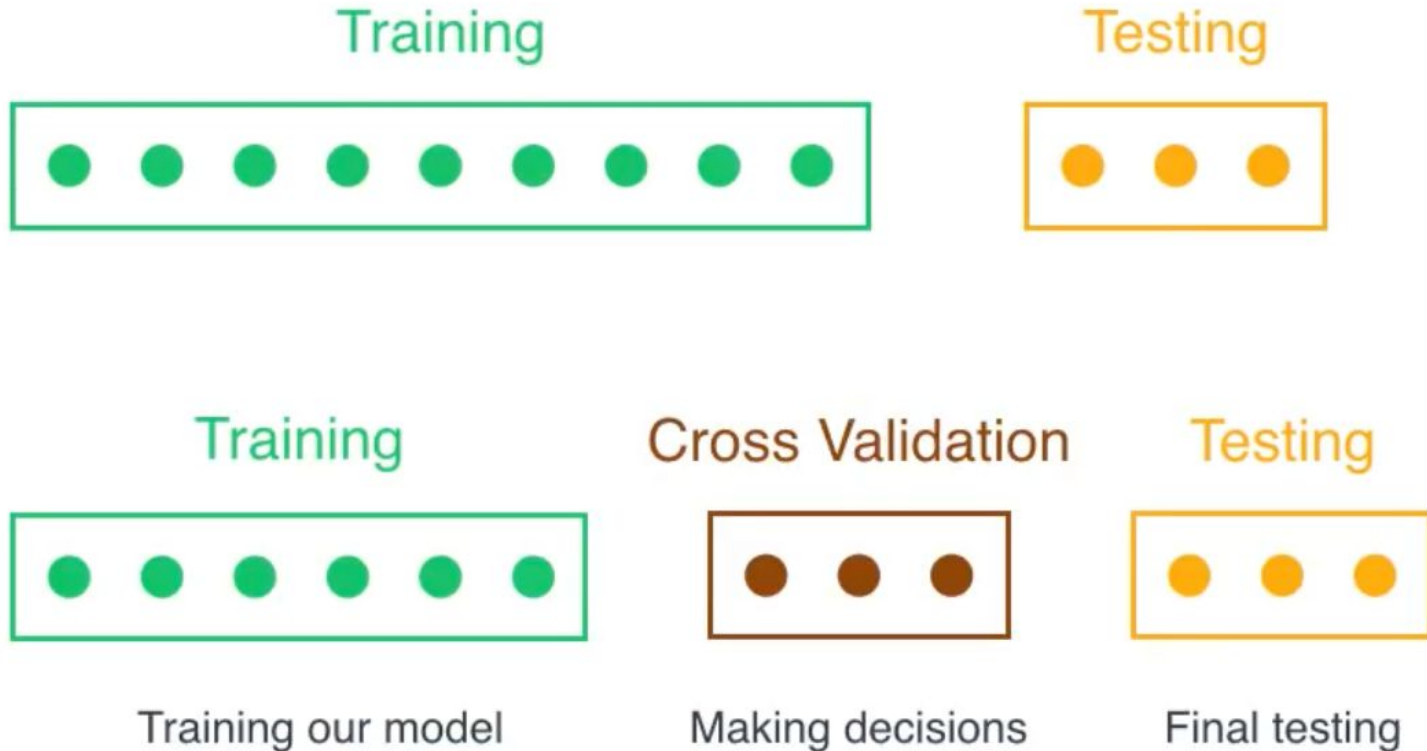 Training
Testing
Training
Cross Validation
Testing
Training our model
Making decisions
Final testing